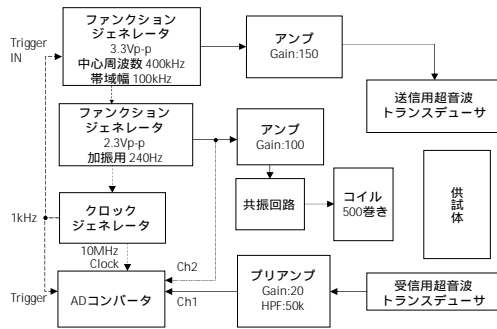 ファンクション
ジェネレータ
3.3Vp-p
中心周波数 400kHz
帯域幅 100kHz
アンプ
Gain:150
Trigger
IN
送信用超音波
トランスデューサ
ファンクション
ジェネレータ
2.3Vp-p
加振用 240Hz
アンプ
Gain:100
共振回路
コイル
500巻き
供試体
1kHz
クロック
ジェネレータ
10MHz
Clock
Ch2
Trigger
ADコンバータ
Ch1
プリアンプ
Gain:20
HPF:50k
受信用超音波
トランスデューサ